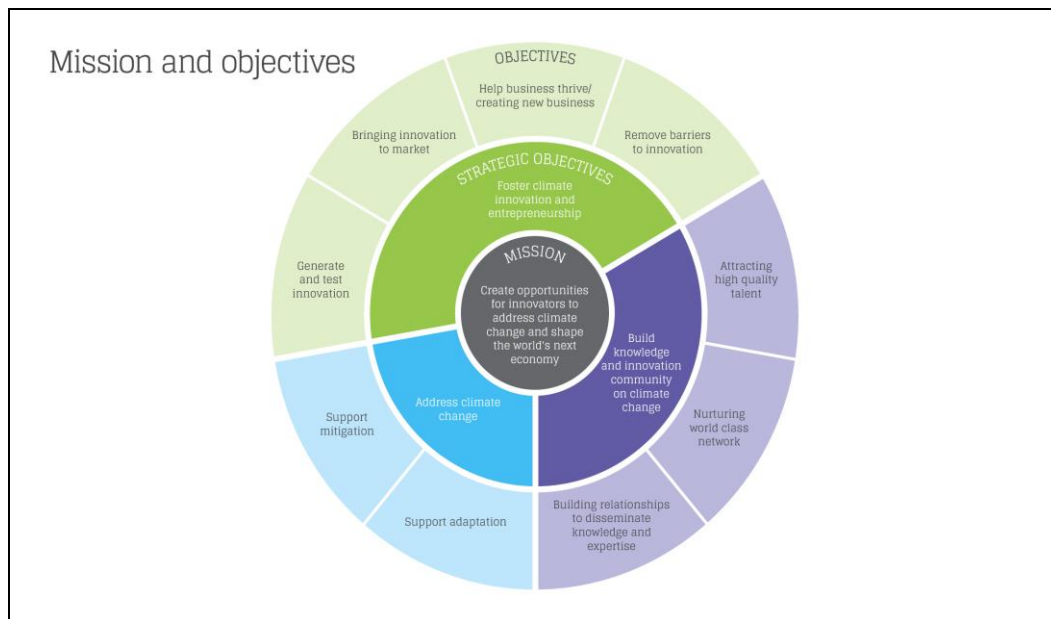 Mission and objectives
OBJECTIVES
Help business thrive/
creating new business
Bringing innovation
to market
Remove barriers
to innovation
STRATEGIC OBJECTIVES
Foster climate
innovation and
entrepreneurship
Generate
and test
innovation
MISSION
Create opportunities
for innovators to
address climate
change and shape
the world's next
economy
Attracting
high quality
talent
Build
knowledge
and innovation
community
on climate
change
Address climate
change
Support
mitigation
Nurturing
world class
network
Support adaptation
Building relationships
to disseminate
knowledge and
expertise